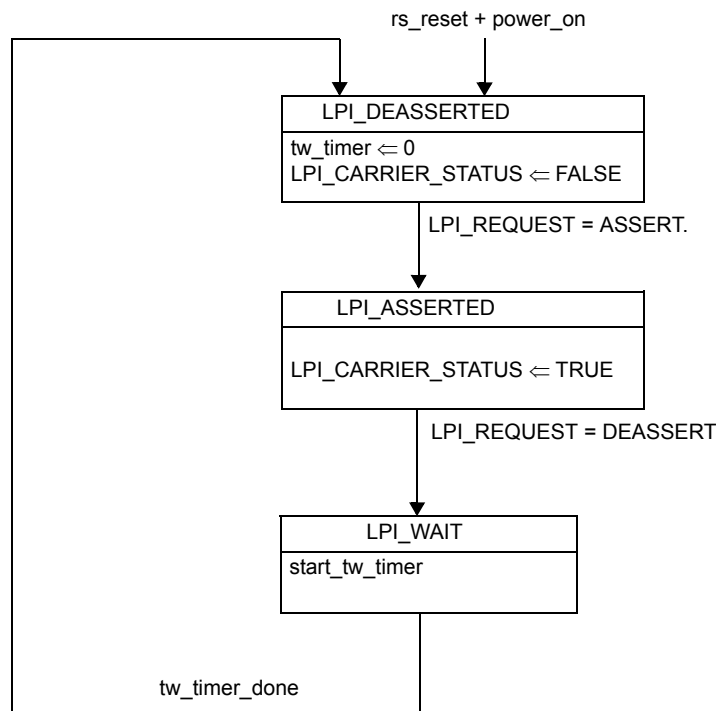 rs_reset + power_on
LPI_DEASSERTED
tw_timer ⇐ 0
LPI_CARRIER_STATUS ⇐ FALSE
LPI_REQUEST = ASSERT.
LPI_ASSERTED
LPI_CARRIER_STATUS ⇐ TRUE
LPI_REQUEST = DEASSERT
LPI_WAIT
start_tw_timer
tw_timer_done